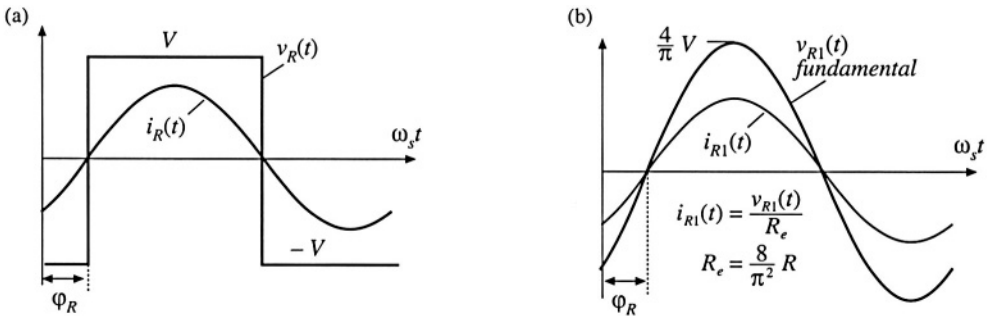 (a)
V
v_R(t)
i_R(t)
ω_s t
– V
φ_R
(b)
4/π V
v_R1(t)
fundamental
i_R1(t)
ω_s t
i_R1(t) = v_R1(t)/R_e
R_e = 8/π² R
φ_R